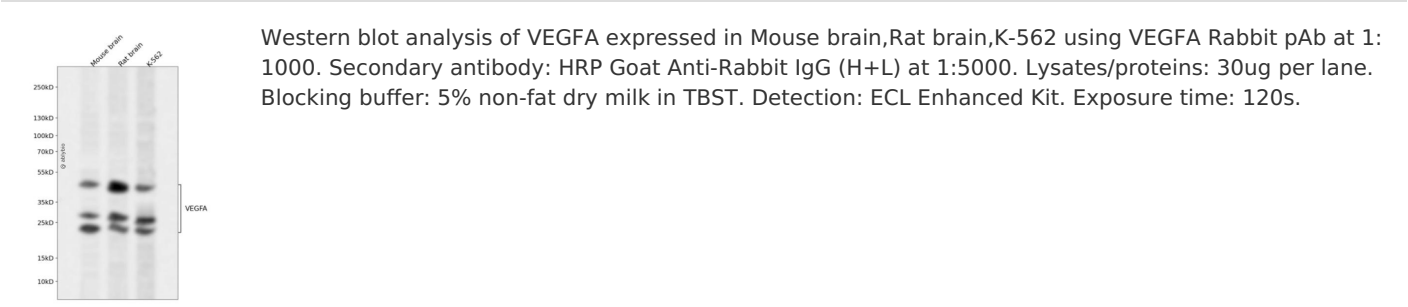 Mouse brain
Rat brain
K-562
250kD
130kD
100kD
70kD
55kD
35kD
25kD
15kD
10kD
@ abybio
VEGFA
Western blot analysis of VEGFA expressed in Mouse brain,Rat brain,K-562 using VEGFA Rabbit pAb at 1:
1000. Secondary antibody: HRP Goat Anti-Rabbit IgG (H+L) at 1:5000. Lysates/proteins: 30ug per lane.
Blocking buffer: 5% non-fat dry milk in TBST. Detection: ECL Enhanced Kit. Exposure time: 120s.